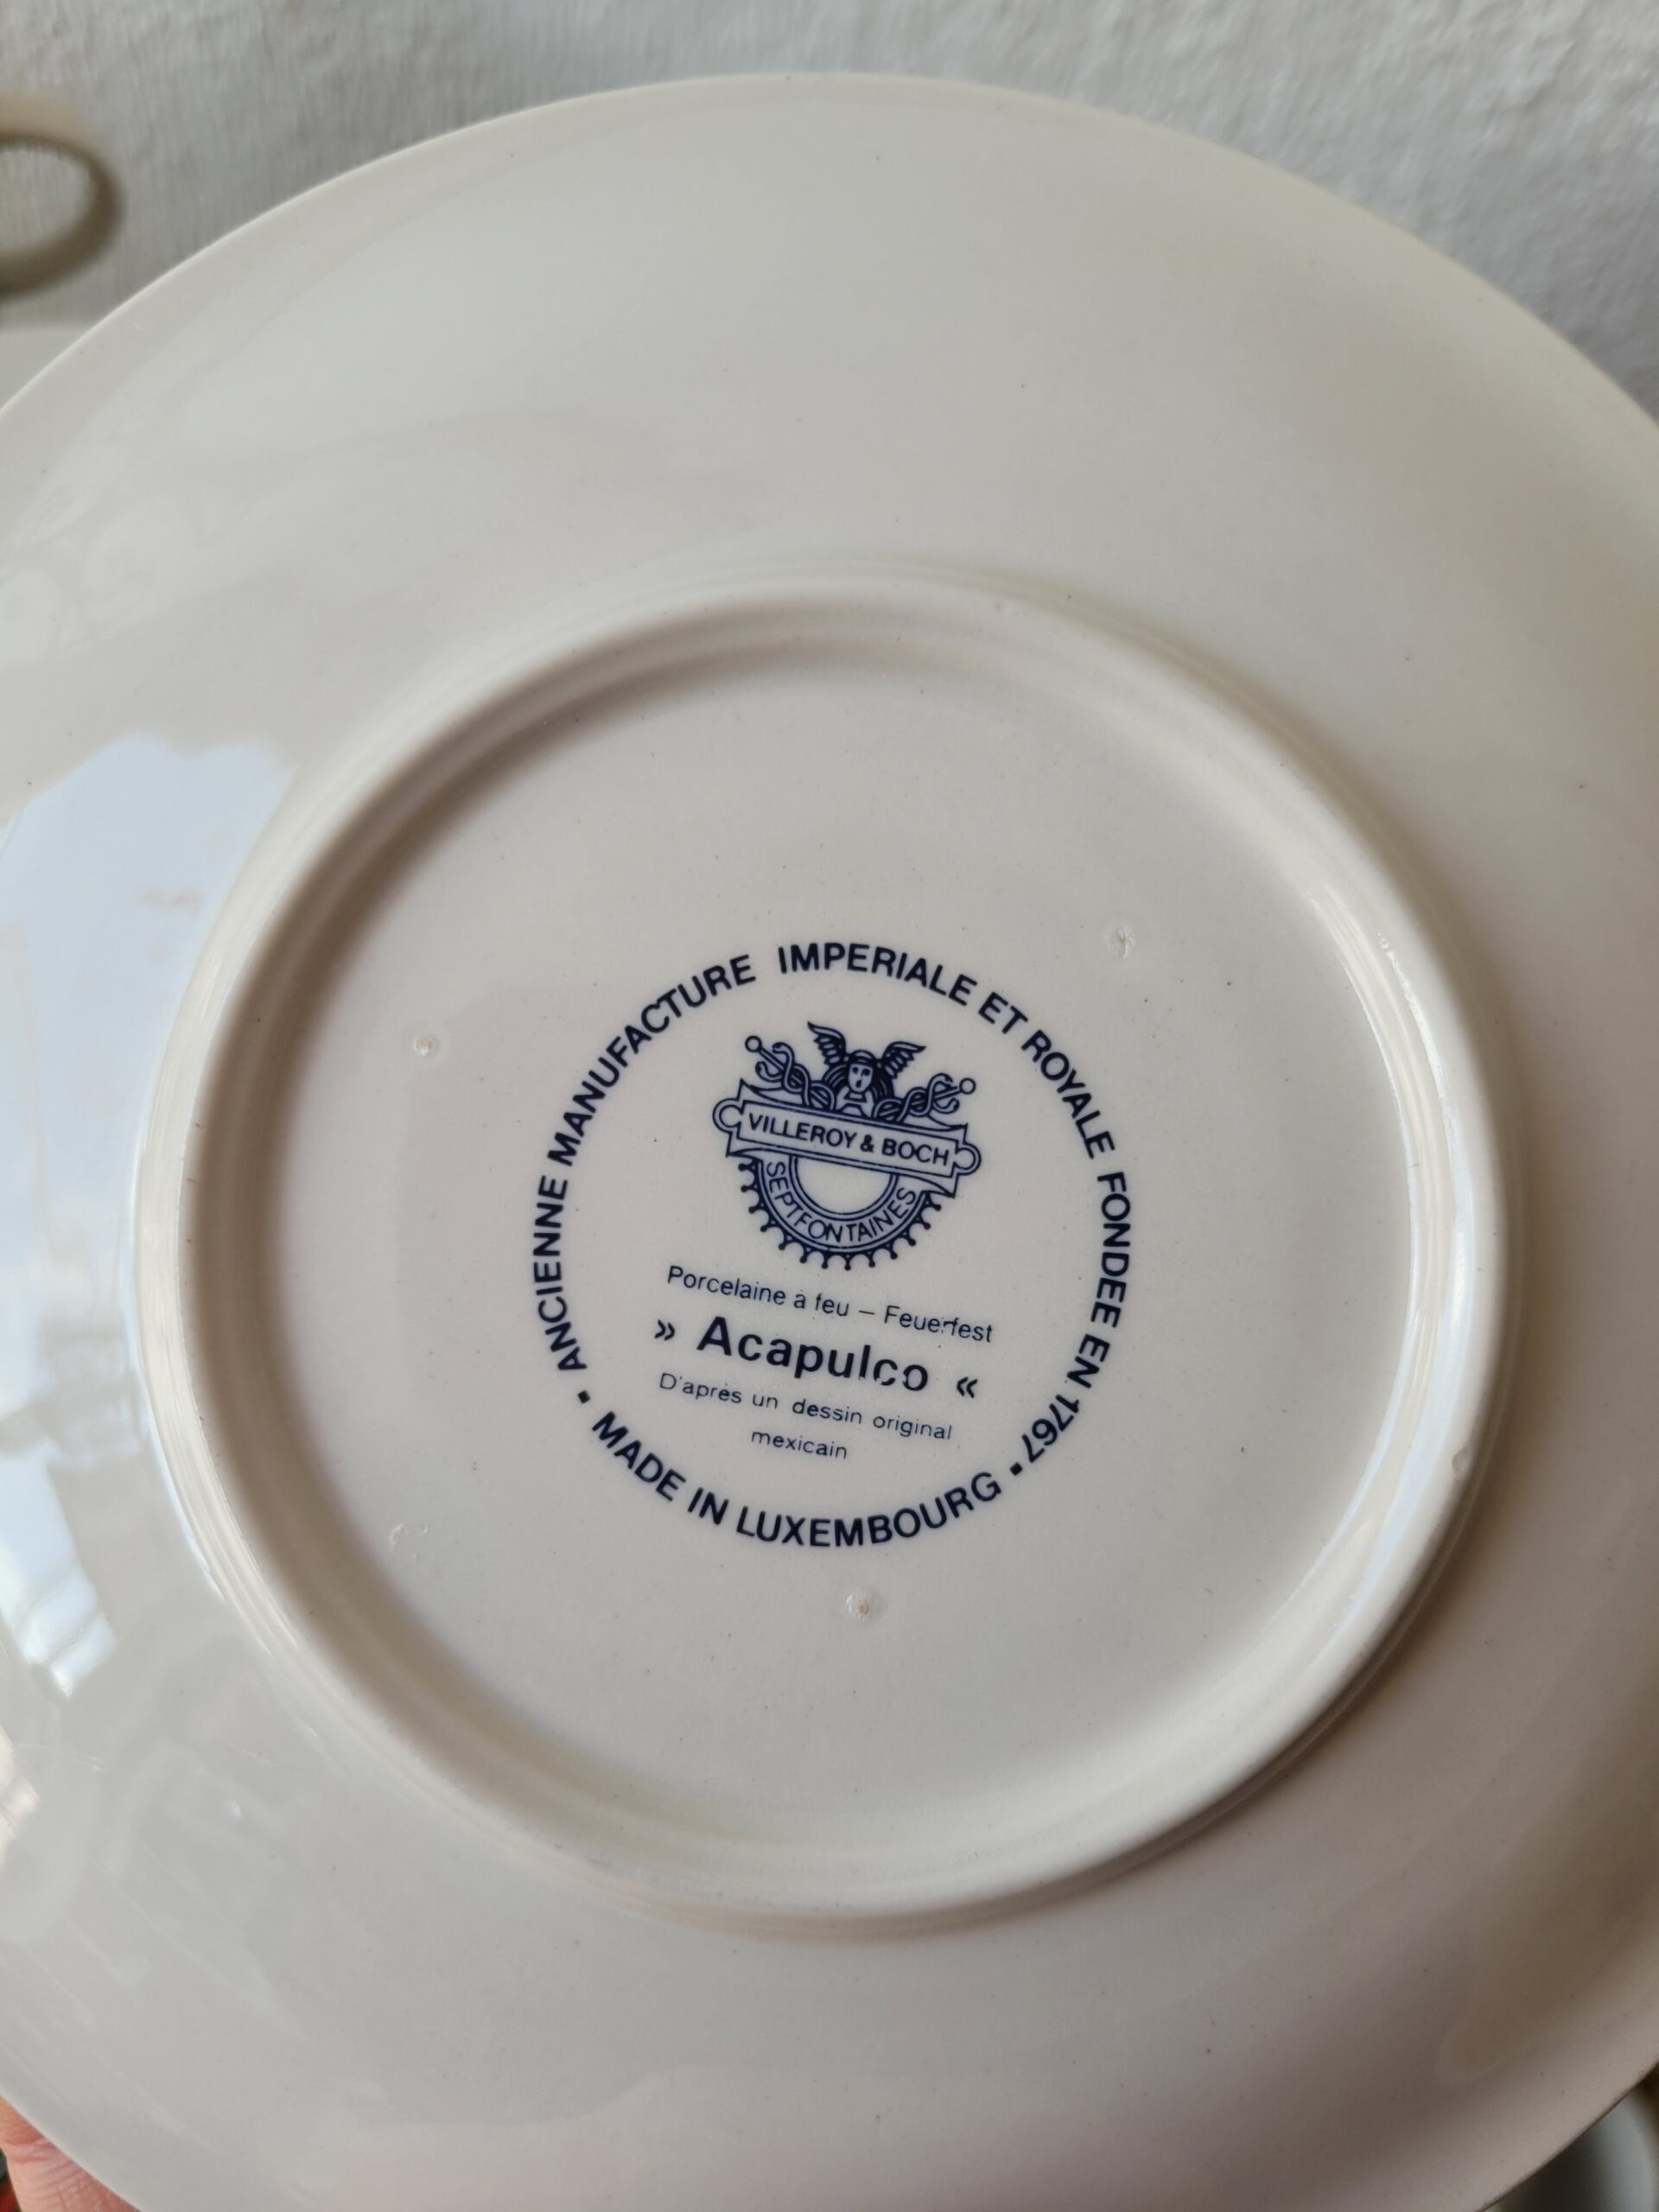 ANCIENNE MANUFACTURE IMPERIALE ET ROYALE FONDEE EN 1767
VILLEROY & BOCH
SEPTFONTAINES
Porcelaine à feu – Feuerfest
» Acapulco «
D'après un dessin original
mexicain
• MADE IN LUXEMBOURG •